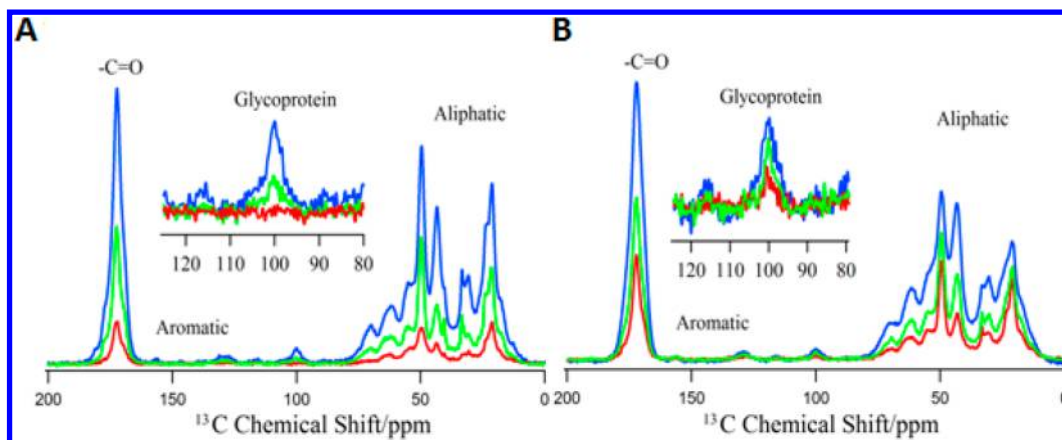 A
-C=O
Glycoprotein
Aliphatic
120 110 100 90 80
Aromatic
200 150 100 50 0
¹³C Chemical Shift/ppm
B
-C=O
Glycoprotein
Aliphatic
120 110 100 90 80
Aromatic
200 150 100 50
¹³C Chemical Shift/ppm